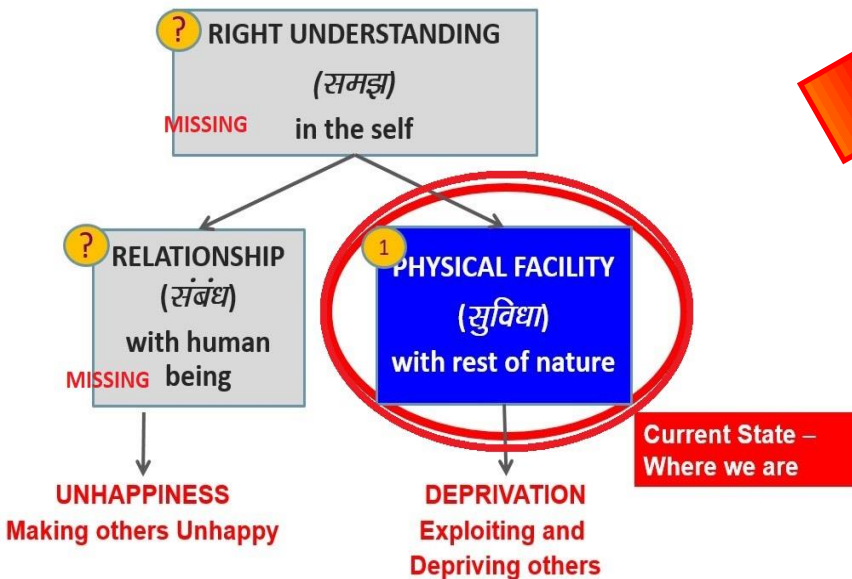 ?
RIGHT UNDERSTANDING
(समझ)
MISSING
in the self
?
RELATIONSHIP
(संबंध)
with human
MISSING
being
1
PHYSICAL FACILITY
(सुविधा)
with rest of nature
Current State –
Where we are
UNHAPPINESS
Making others Unhappy
DEPRIVATION
Exploiting and
Depriving others